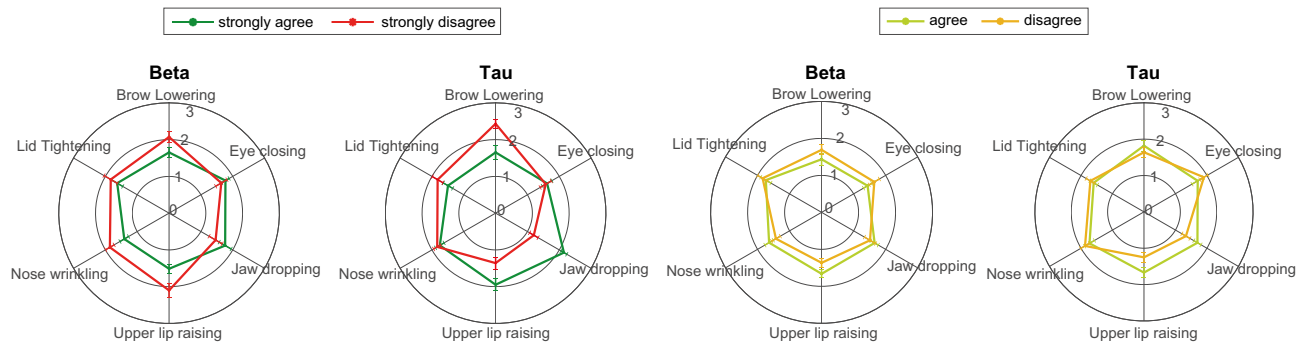 strongly agree strongly disagree
agree disagree
Beta
Brow Lowering
3
2
1
0
Lid Tightening
Eye closing
Nose wrinkling
Jaw dropping
Upper lip raising
Tau
Brow Lowering
3
2
1
0
Lid Tightening
Eye closing
Nose wrinkling
Jaw dropping
Upper lip raising
Beta
Brow Lowering
3
2
1
0
Lid Tightening
Eye closing
Nose wrinkling
Jaw dropping
Upper lip raising
Tau
Brow Lowering
3
2
1
0
Lid Tightening
Eye closing
Nose wrinkling
Jaw dropping
Upper lip raising